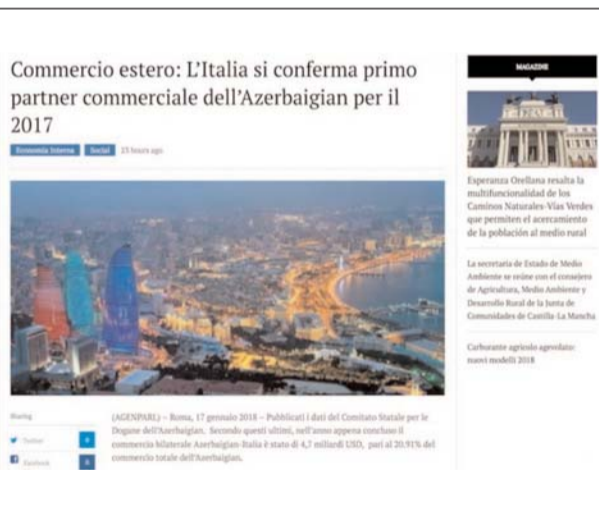 Commercio estero: L'Italia si conferma primo
partner commerciale dell'Azerbaigian per il
2017
Economia Interna Social 15 hours ago
(AGENPARL) – Roma, 17 gennaio 2018 – Pubblicati i dati del Comitato Statale per le
Dogane dell'Azerbaigian. Secondo questi ultimi, nell'anno appena concluso il
commercio bilaterale Azerbaigian-Italia è stato di 4,7 miliardi USD, pari al 20,91% del
commercio totale dell'Azerbaigian.
Sharing
Twitter 0
Facebook
MAGAZINE
Esperanza Orellana resalta la
multifuncionalidad de los
Caminos Naturales-Vías Verdes
que permiten el acercamiento
de la población al medio rural
La secretaria de Estado de Medio
Ambiente se reúne con el consejero
de Agricultura, Medio Ambiente y
Desarrollo Rural de la Junta de
Comunidades de Castilla-La Mancha
Carburante agricolo agevolato:
nuovi modelli 2018